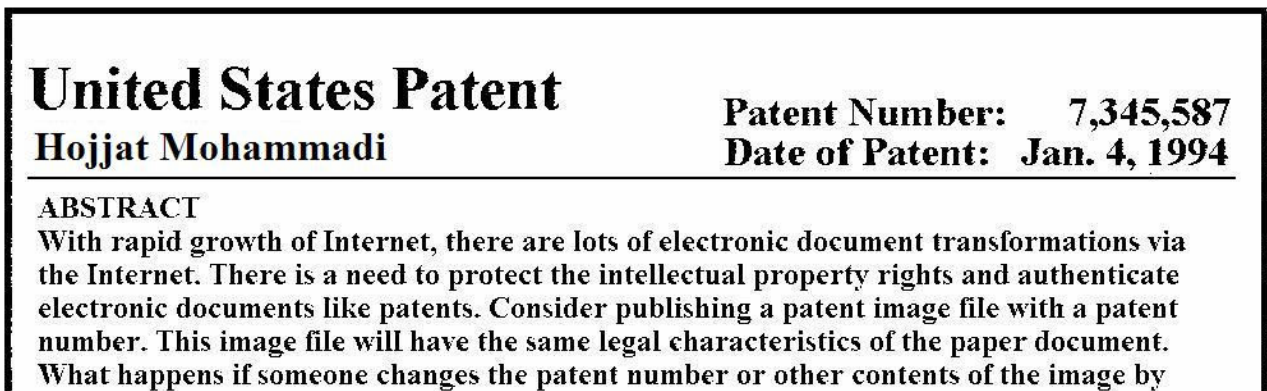 United States Patent
Hojjat Mohammadi
Patent Number: 7,345,587
Date of Patent: Jan. 4, 1994
ABSTRACT
With rapid growth of Internet, there are lots of electronic document transformations via
the Internet. There is a need to protect the intellectual property rights and authenticate
electronic documents like patents. Consider publishing a patent image file with a patent
number. This image file will have the same legal characteristics of the paper document.
What happens if someone changes the patent number or other contents of the image by